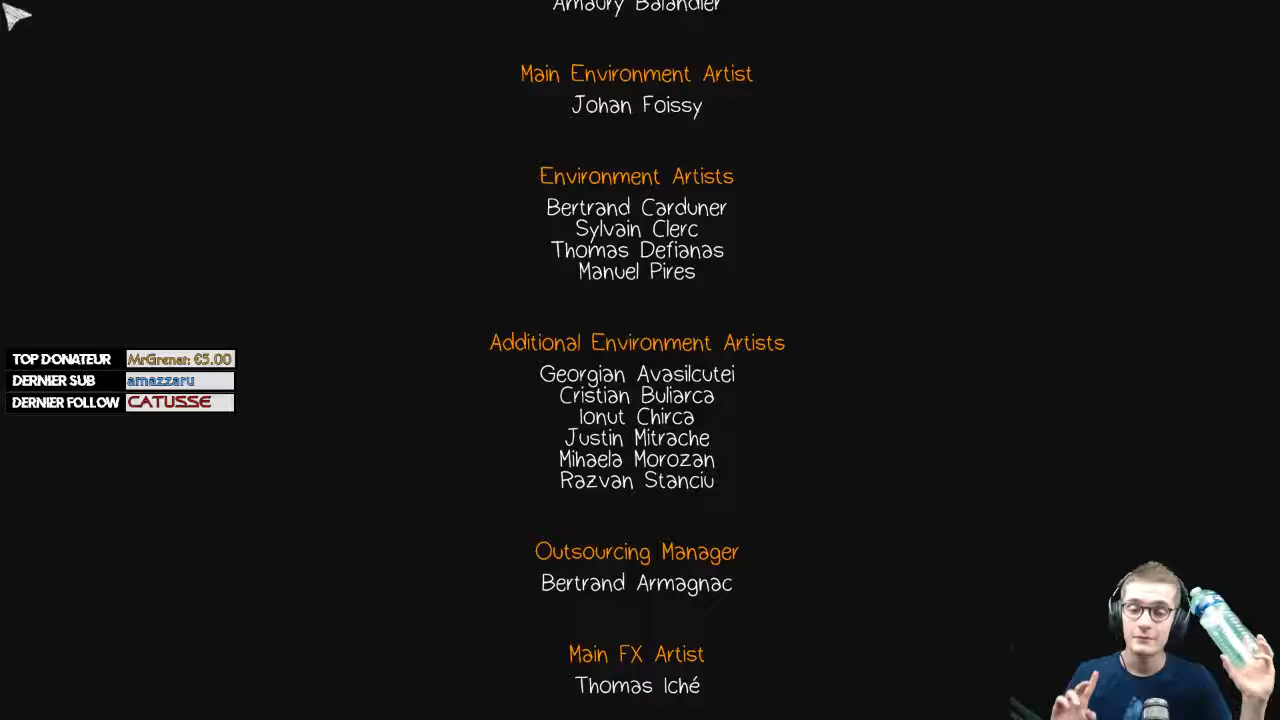 Amaury Balandier
Main Environment Artist
Johan Foissy
Environment Artists
Bertrand Carduner
Sylvain Clerc
Thomas Defianas
Manuel Pires
Additional Environment Artists
Georgian Avasilcutei
Cristian Buliarca
Ionut Chirca
Justin Mitrache
Mihaela Morozan
Razvan Stanciu
Outsourcing Manager
Bertrand Armagnac
Main FX Artist
Thomas Iché
TOP DONATEUR MrGrenat: €5.00
DERNIER SUB amazzaru
DERNIER FOLLOW CATUSSE